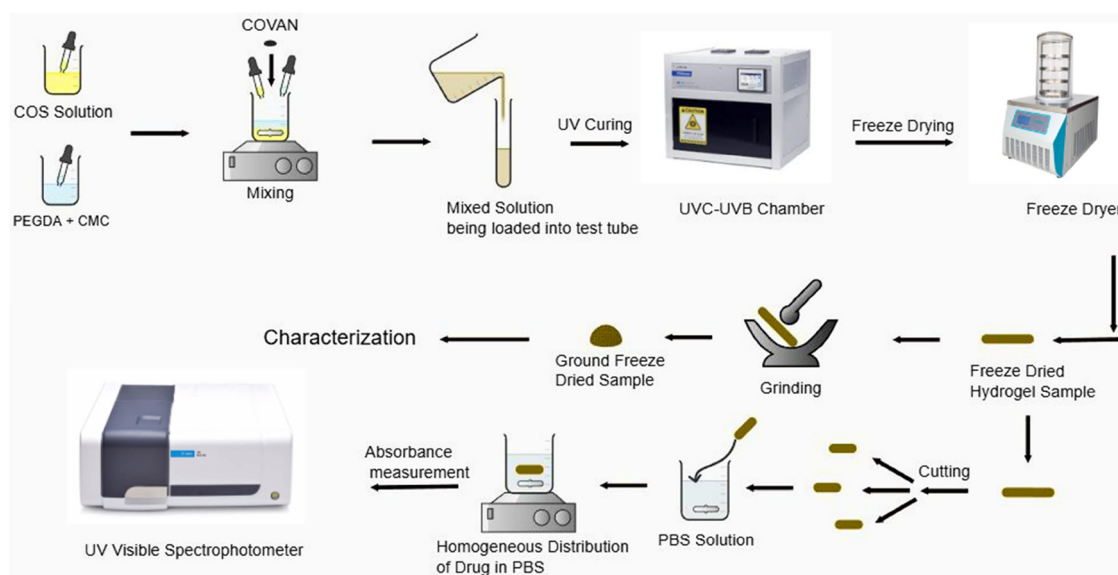 COVAN
COS Solution
PEGDA + CMC
Mixing
Mixed Solution
being loaded into test tube
UV Curing
CAUTION
UVC-UVB Chamber
Freeze Drying
Freeze Dryer
Characterization
Ground Freeze
Dried Sample
Grinding
Freeze Dried
Hydrogel Sample
Absorbance
measurement
Cutting
PBS Solution
Homogeneous Distribution
of Drug in PBS
UV Visible Spectrophotometer